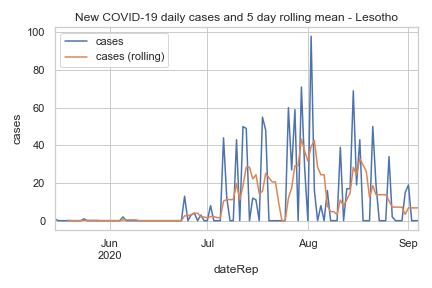 New COVID-19 daily cases and 5 day rolling mean - Lesotho
cases
cases (rolling)
100
80
60
40
20
0
cases
Jun
2020
Jul
Aug
Sep
dateRep